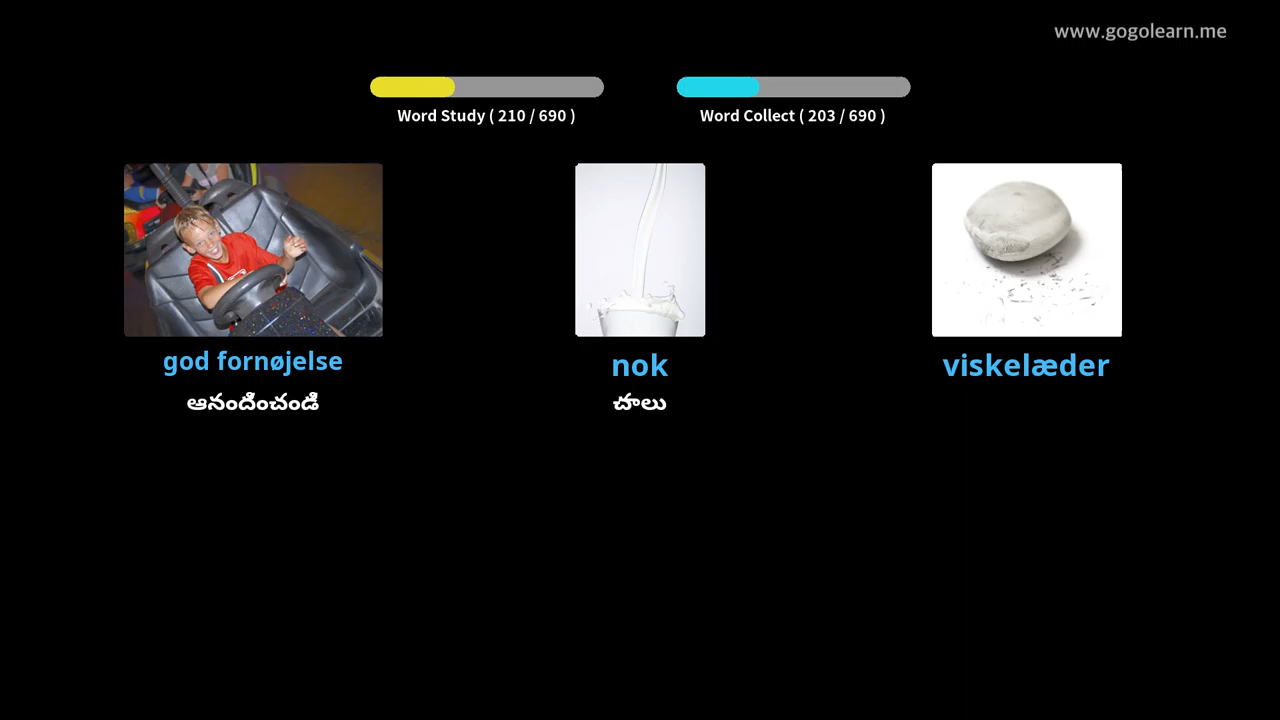 www.gogolearn.me
Word Study ( 210 / 690 )
Word Collect ( 203 / 690 )
god fornøjelse
nok
viskelæder
ఆనందించండి
చాలు